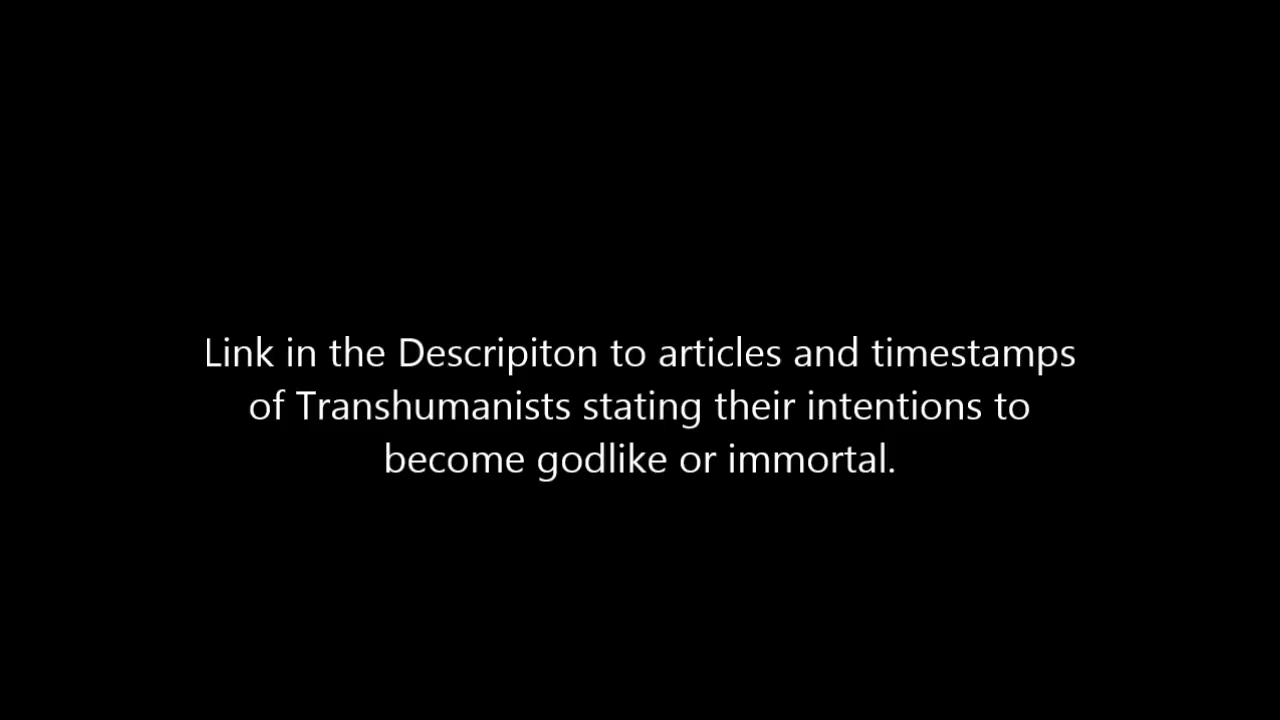 Link in the Descripiton to articles and timestamps
of Transhumanists stating their intentions to
become godlike or immortal.